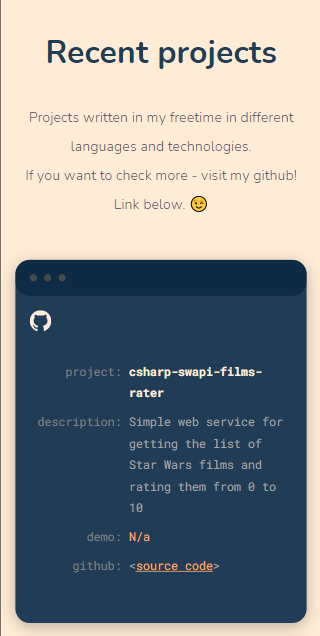 Recent projects
Projects written in my freetime in different
languages and technologies.
If you want to check more - visit my github!
Link below. 😉
project: csharp-swapi-films-
rater
description: Simple web service for
getting the list of
Star Wars films and
rating them from 0 to
10
demo: N/a
github: <source code>